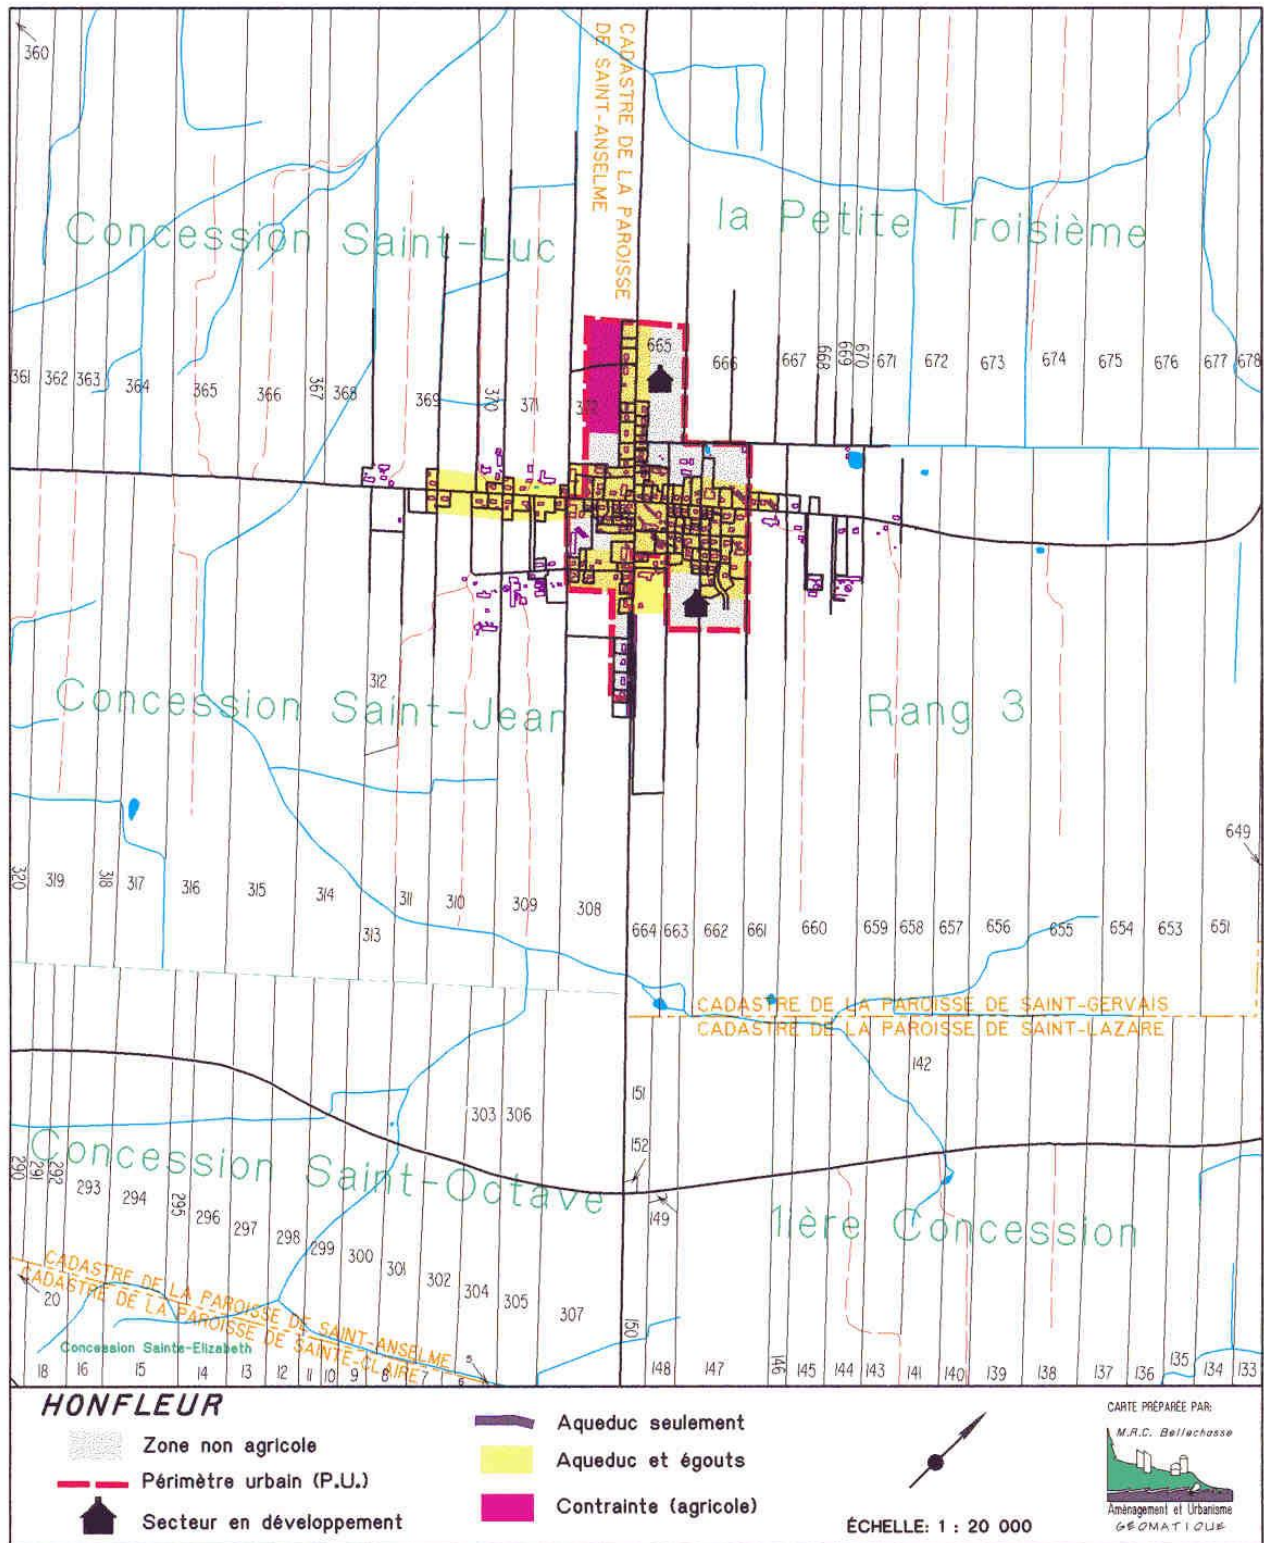 360
CADASTRE DE LA PAROISSE
DE SAINT-ANSELME
Concession Saint-Luc
la Petite Troisième
361 362 363 364 365 366 367 368 369 370 371 372
665 666 667 668 669 670 671 672 673 674 675 676 677 678
312
Concession Saint-Jean
Rang 3
649
320 319 318 317 316 315 314 313 311 310 309 308
664 663 662 661 660 659 658 657 656 655 654 653 651
CADASTRE DE LA PAROISSE DE SAINT-GERVAIS
CADASTRE DE LA PAROISSE DE SAINT-LAZARE
142
151
303 306
152
Concession Saint-Octave
290 291 292 293 294 295 296 297 298 299 300 301 302 304 305 307
149
1ière Concession
CADASTRE DE LA PAROISSE DE SAINT-ANSELME
CADASTRE DE LA PAROISSE DE SAINTE-CLAIRE
20
Concession Sainte-Elizabeth
150
18 16 15 14 13 12 11 10 9 8 7 6 5
148 147 146 145 144 143 141 140 139 138 137 136 135 134 133
HONFLEUR
Zone non agricole
Périmètre urbain (P.U.)
Secteur en développement
Aqueduc seulement
Aqueduc et égouts
Contrainte (agricole)
ÉCHELLE: 1 : 20 000
CARTE PRÉPARÉE PAR:
M.R.C. Bellechasse
Aménagement et Urbanisme
GÉOMATIQUE